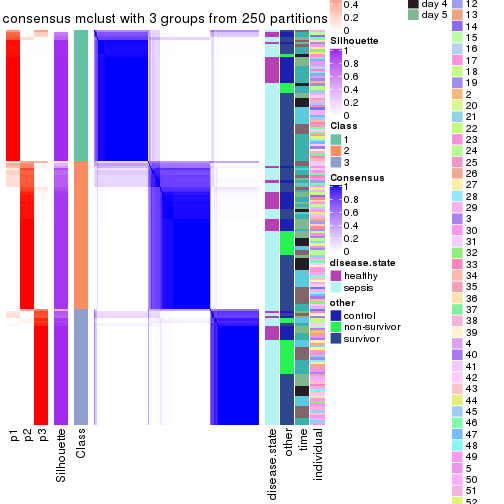 consensus mclust with 3 groups from 250 partitions
0.4
0.2
0
Silhouette
1
0.8
0.6
0.4
0.2
0
Class
1
2
3
Consensus
1
0.8
0.6
0.4
0.2
0
disease.state
healthy
sepsis
other
control
non-survivor
survivor
day 4
day 5
12
13
14
15
16
17
18
19
2
20
21
22
23
24
25
26
27
28
29
3
30
31
32
33
34
35
36
37
38
39
4
40
41
42
43
44
45
46
47
48
49
5
50
51
52
p1
p2
p3
Silhouette
Class
disease.state
other
time
individual